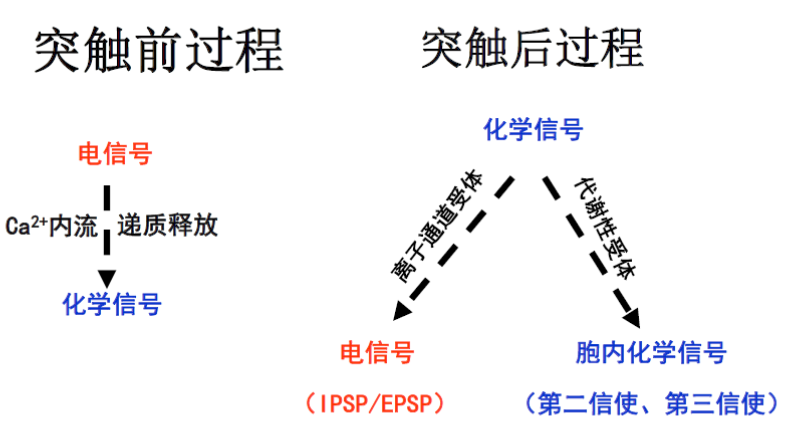 突触前过程
电信号
Ca²⁺内流 递质释放
化学信号
突触后过程
化学信号
离子通道受体
代谢性受体
电信号
（IPSP/EPSP）
胞内化学信号
（第二信使、第三信使）